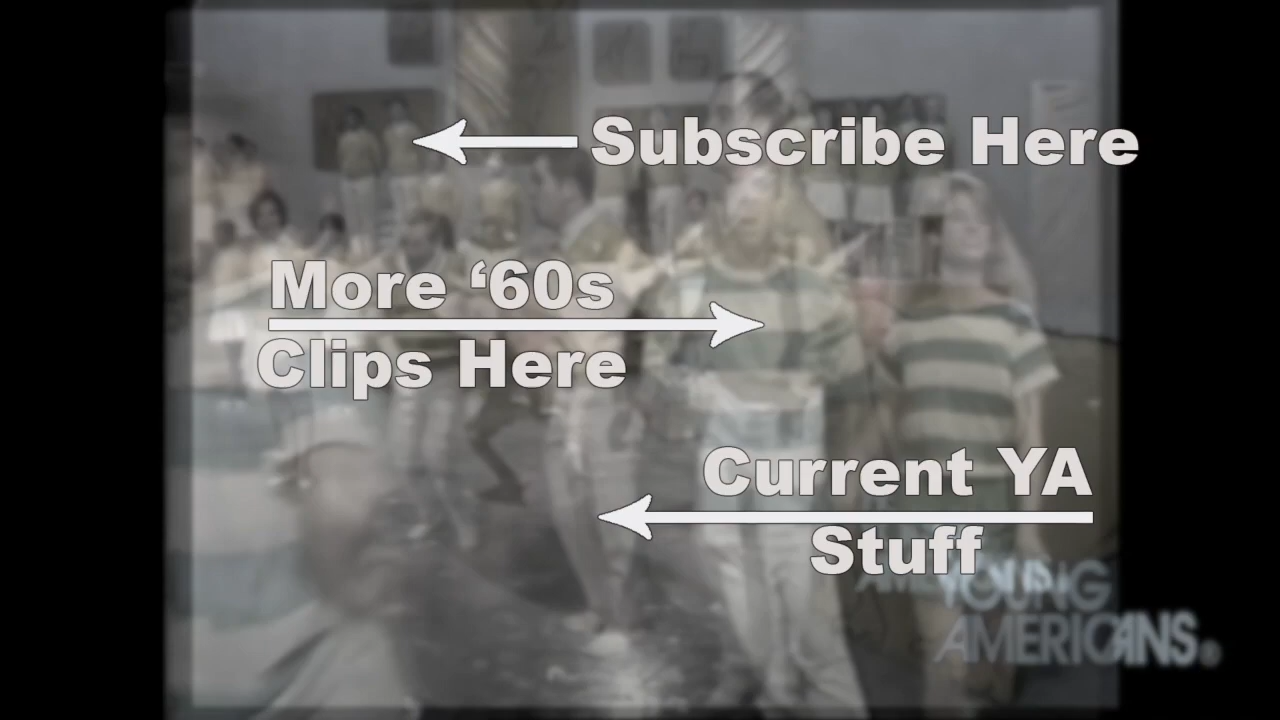 Subscribe Here
More ‘60s
Clips Here
Current YA
Stuff
YOUNG
AMERICANS®